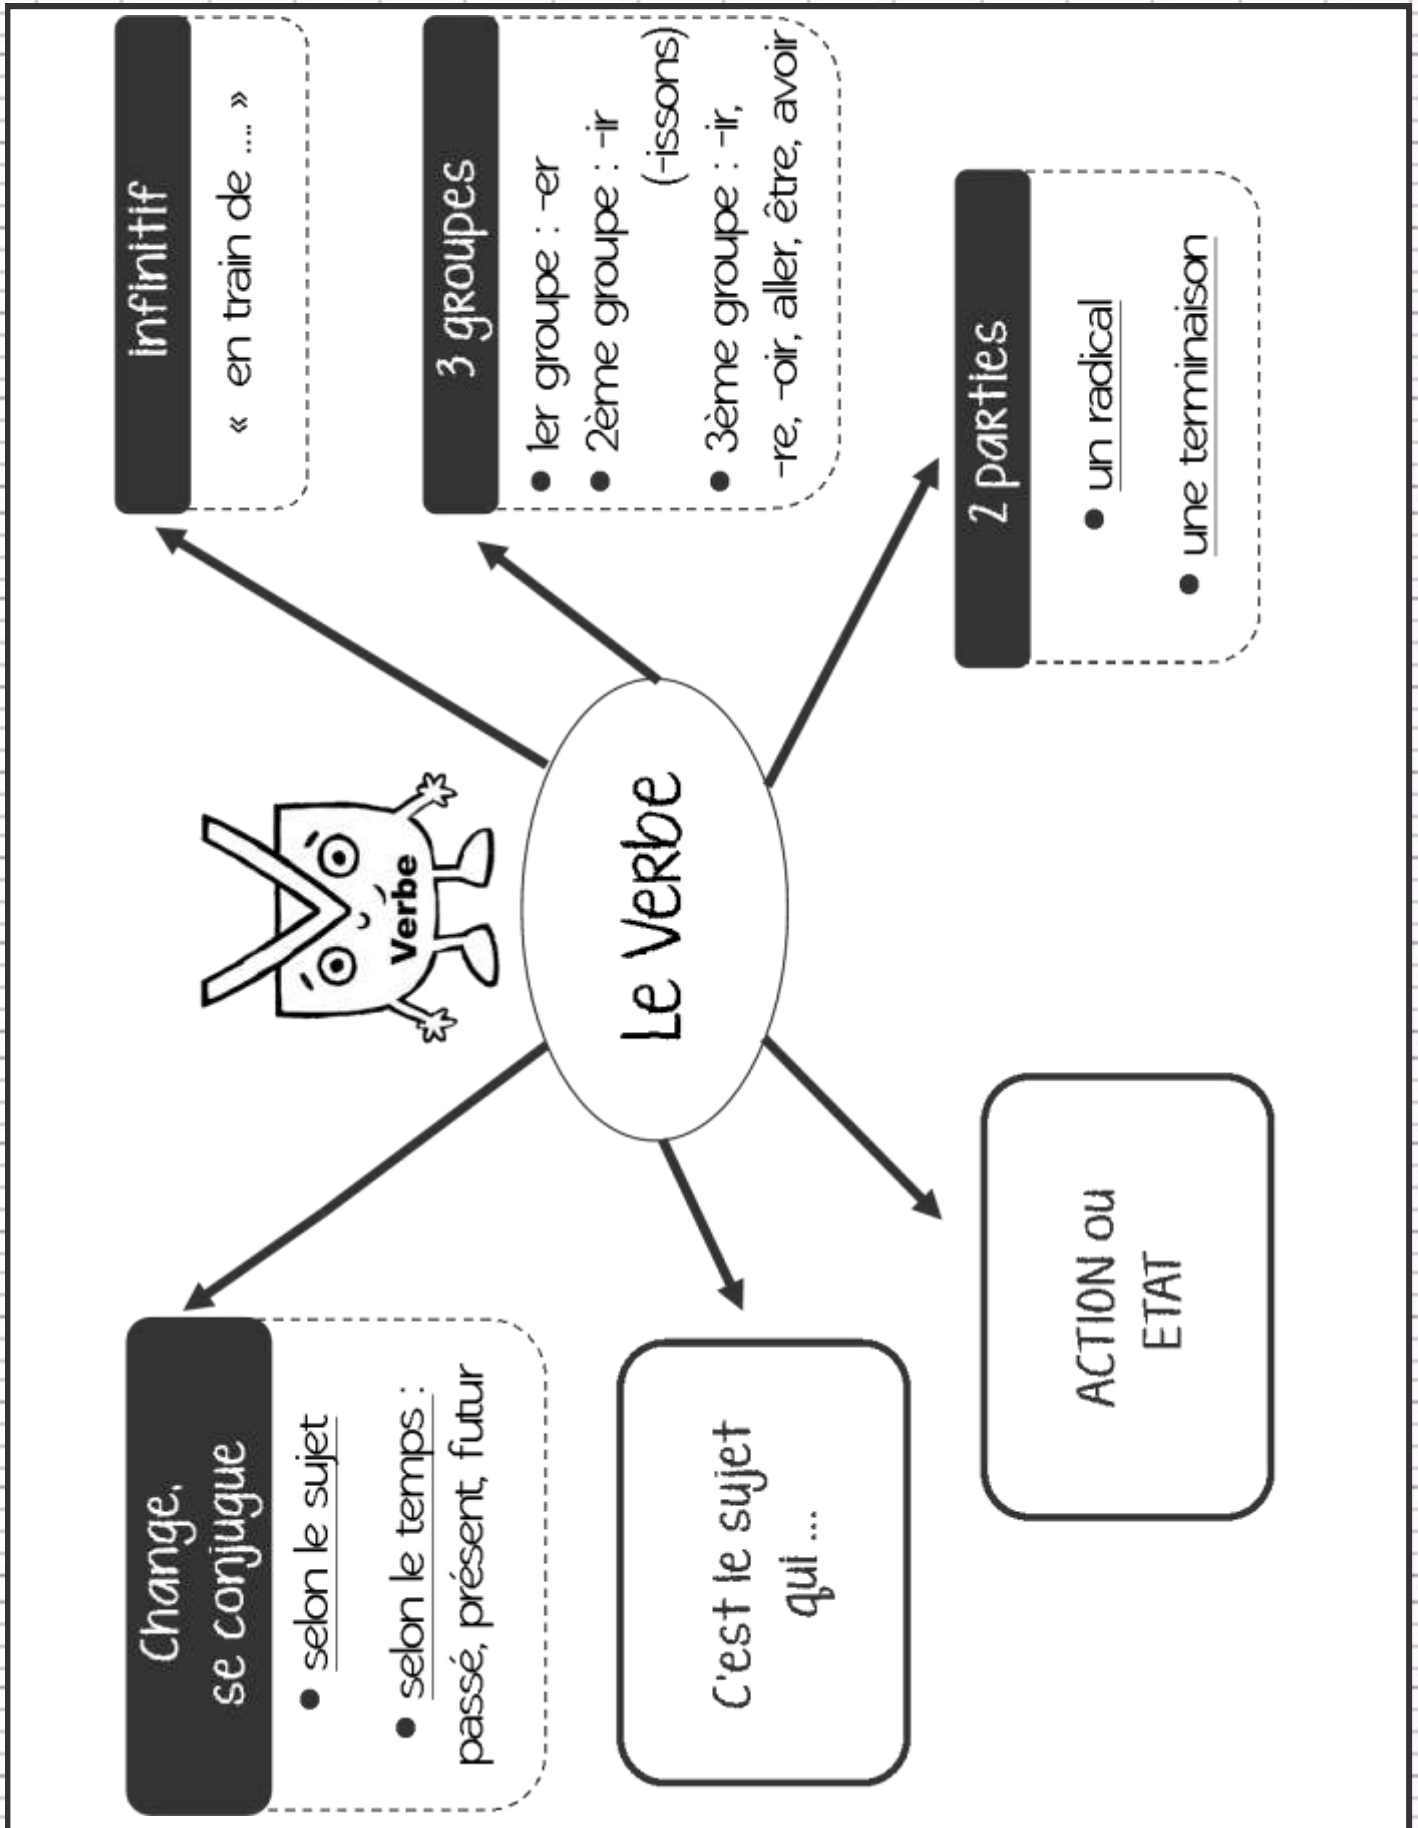 Change,
se conjugue
• selon le sujet
• selon le temps :
passé, présent, futur
infinitif
« en train de .... »
Verbe
Le Verbe
3 groupes
• 1er groupe : -er
• 2ème groupe : -ir
(-issons)
• 3ème groupe : -ir,
-re, -oir, aller, être, avoir
C'est le sujet
qui ...
ACTION ou
ETAT
2 parties
• un radical
• une terminaison